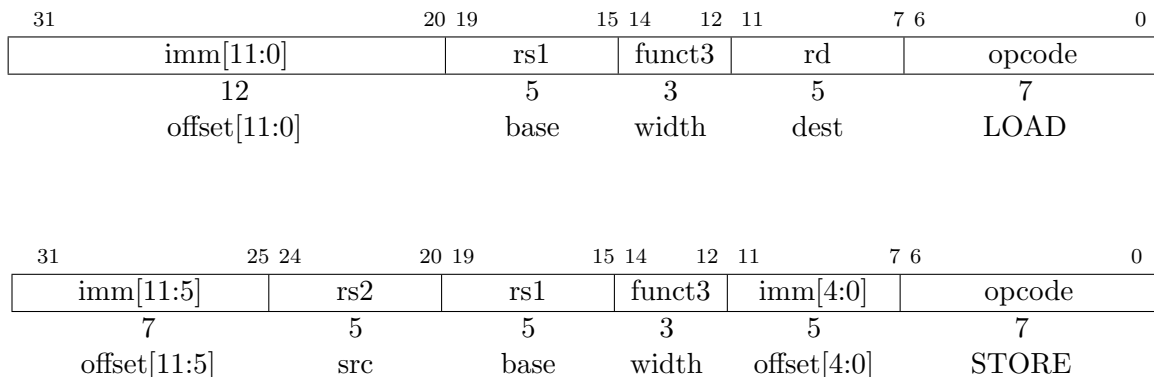 31 20 19 15 14 12 11 7 6 0
imm[11:0] rs1 funct3 rd opcode
12 5 3 5 7
offset[11:0] base width dest LOAD
31 25 24 20 19 15 14 12 11 7 6 0
imm[11:5] rs2 rs1 funct3 imm[4:0] opcode
7 5 5 3 5 7
offset[11:5] src base width offset[4:0] STORE